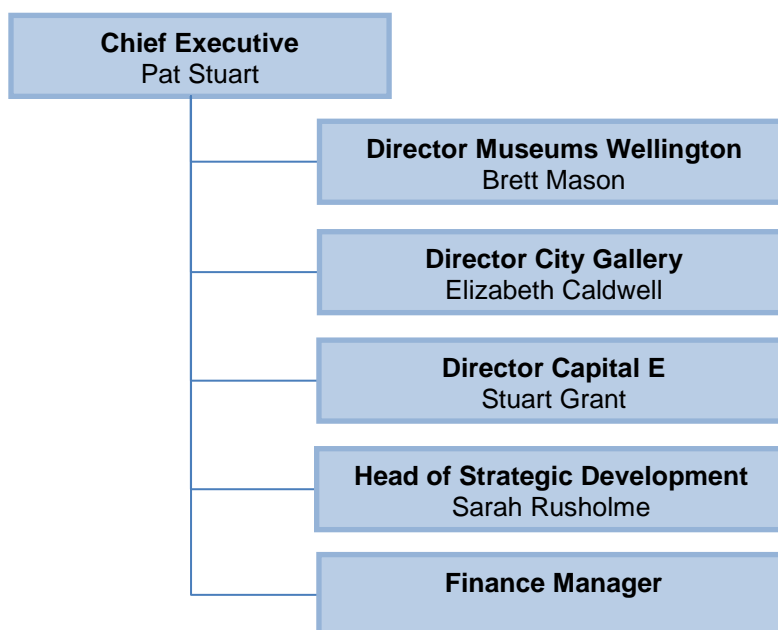 Chief Executive
Pat Stuart
Director Museums Wellington
Brett Mason
Director City Gallery
Elizabeth Caldwell
Director Capital E
Stuart Grant
Head of Strategic Development
Sarah Rusholme
Finance Manager